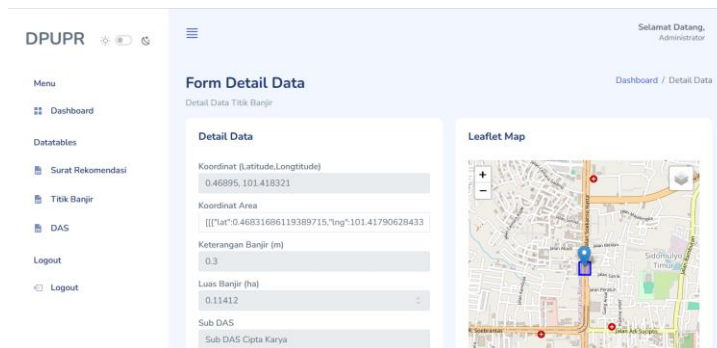 DPUPR
Selamat Datang,
Administrator
Menu
Dashboard
Datatables
Surat Rekomendasi
Titik Banjir
DAS
Logout
Logout
Form Detail Data
Detail Data Titik Banjir
Dashboard / Detail Data
Detail Data
Koordinat (Latitude,Longtitude)
0.46895, 101.418321
Koordinat Area
[[{"lat":0.46831686119389715,"lng":101.41790628433
Keterangan Banjir (m)
0.3
Luas Banjir (ha)
0.11412
Sub DAS
Sub DAS Cipta Karya
Leaflet Map
+
−
Sidomulyo
Timur